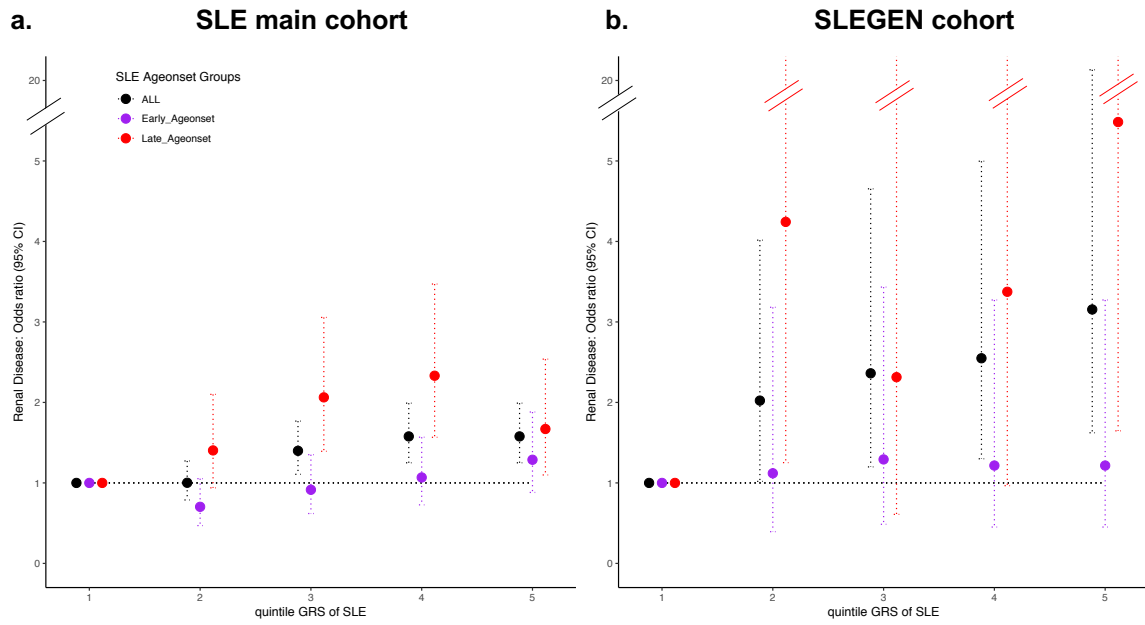 a.
SLE main cohort
SLE Ageonset Groups
ALL
Early_Ageonset
Late_Ageonset
Renal Disease: Odds ratio (95% CI)
20
5
4
3
2
1
0
1 2 3 4 5
quintile GRS of SLE
b.
SLEGEN cohort
Renal Disease: Odds ratio (95% CI)
20
5
4
3
2
1
0
1 2 3 4 5
quintile GRS of SLE